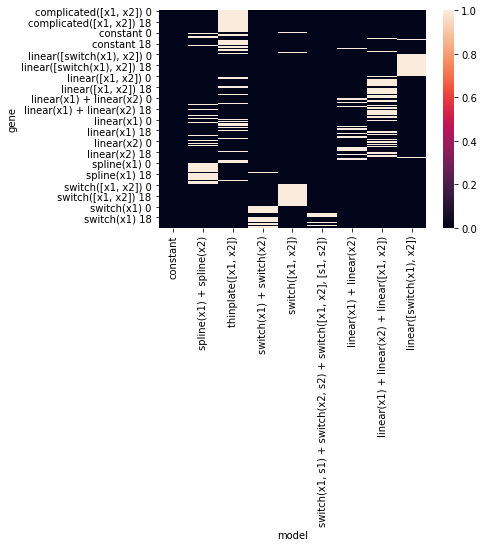 complicated([x1, x2]) 0
complicated([x1, x2]) 18
constant 0
constant 18
linear([switch(x1), x2]) 0
linear([switch(x1), x2]) 18
linear([x1, x2]) 0
linear([x1, x2]) 18
linear(x1) + linear(x2) 0
linear(x1) + linear(x2) 18
linear(x1) 0
linear(x1) 18
linear(x2) 0
linear(x2) 18
spline(x1) 0
spline(x1) 18
switch([x1, x2]) 0
switch([x1, x2]) 18
switch(x1) 0
switch(x1) 18
gene
1.0
0.8
0.6
0.4
0.2
0.0
constant
spline(x1) + spline(x2)
thinplate([x1, x2])
switch(x1) + switch(x2)
switch([x1, x2])
switch(x1, s1) + switch(x2, s2) + switch([x1, x2], [s1, s2])
linear(x1) + linear(x2)
linear(x1) + linear(x2) + linear([x1, x2])
linear([switch(x1), x2])
model